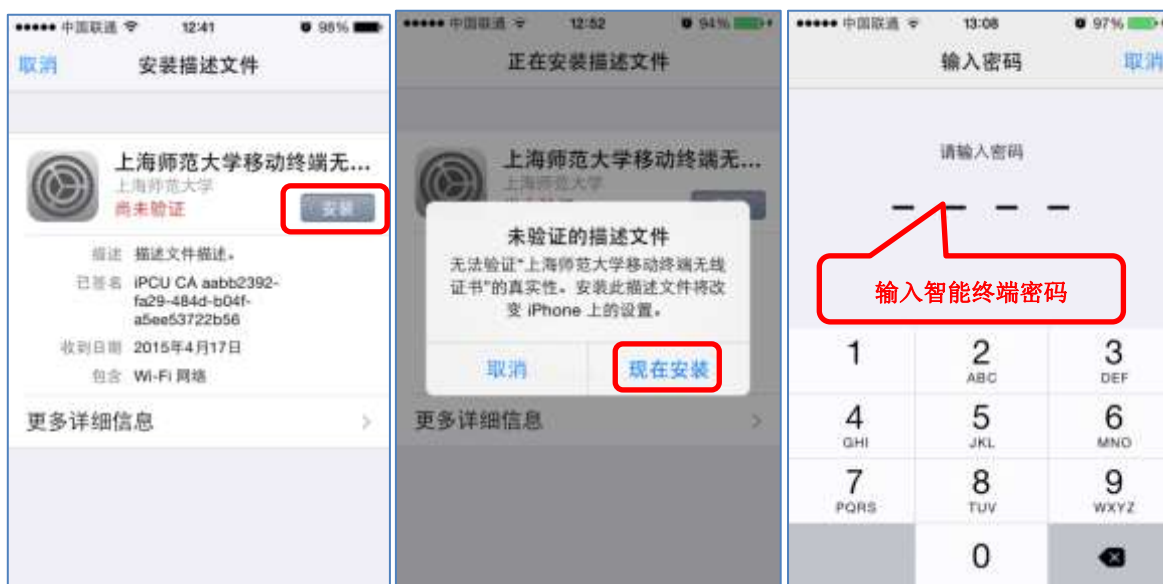 中国联通 12:41 98%
取消 安装描述文件
上海师范大学移动终端无...
上海师范大学
尚未验证 安装
描述 描述文件描述。
已签名 iPCU CA aabb2392-
fa29-484d-b04f-
a5ee53722b56
收到日期 2015年4月17日
包含 Wi-Fi 网络
更多详细信息
中国联通 12:52 94%
正在安装描述文件
上海师范大学移动终端无...
上海师范大学
未验证的描述文件
无法验证“上海师范大学移动终端无线
证书”的真实性。安装此描述文件将改
变 iPhone 上的设置。
取消 现在安装
更多详细信息
中国联通 13:08 97%
输入密码 取消
请输入密码
输入智能终端密码
1 2 3
ABC DEF
4 5 6
GHI JKL MNO
7 8 9
PQRS TUV WXYZ
0